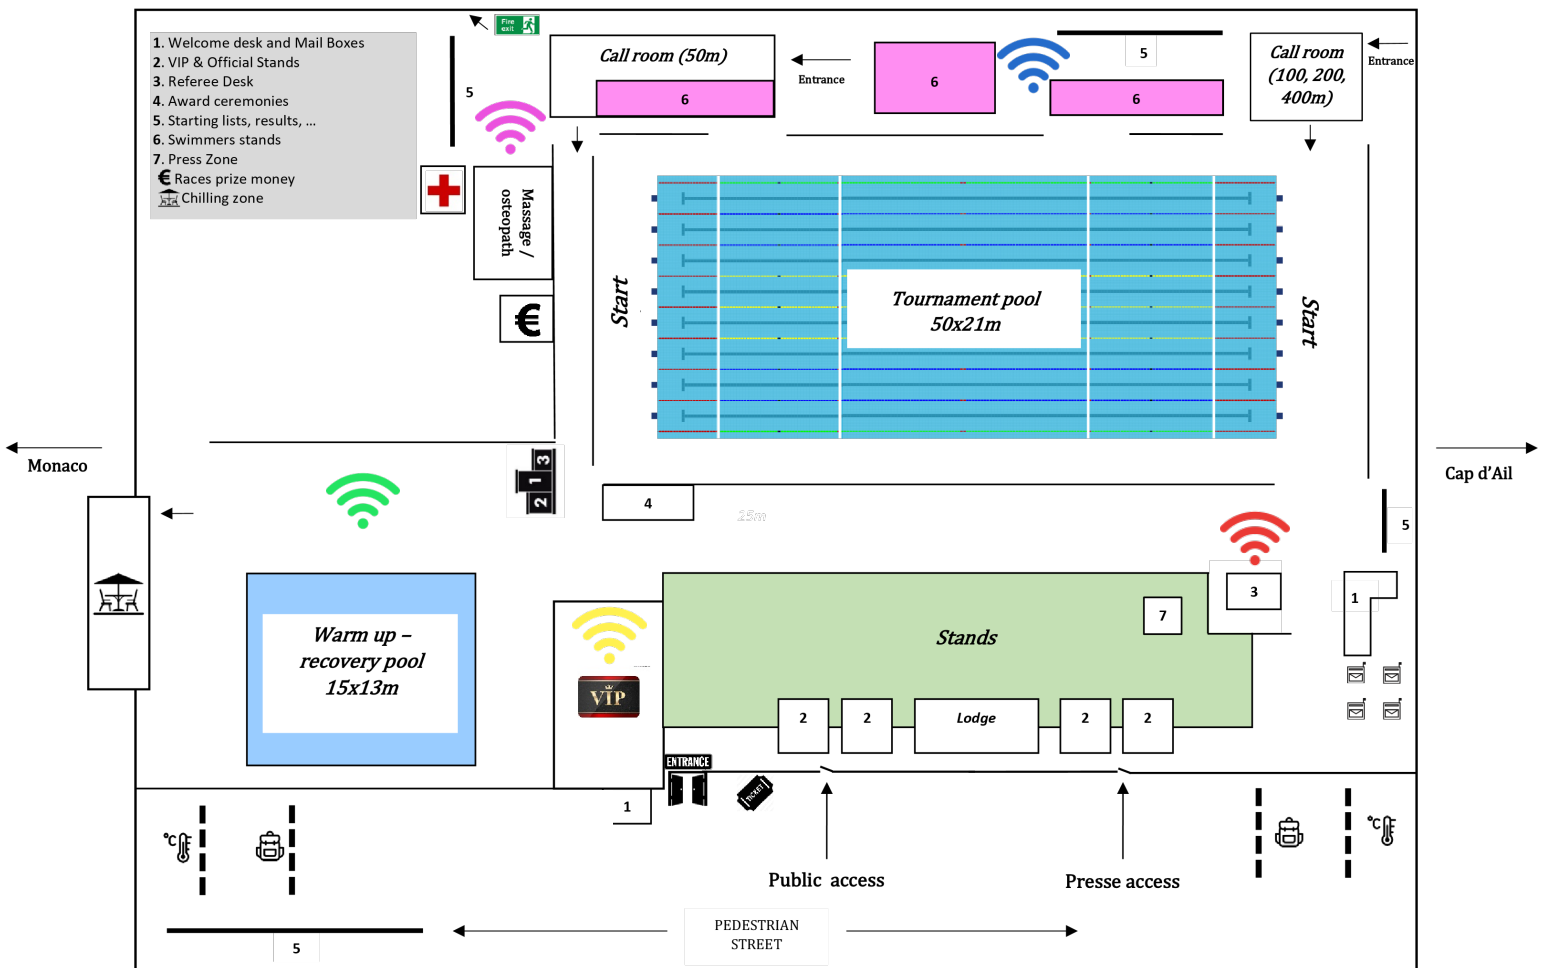 Fire
exit
1. Welcome desk and Mail Boxes
2. VIP & Official Stands
3. Referee Desk
4. Award ceremonies
5. Starting lists, results, …
6. Swimmers stands
7. Press Zone
€ Races prize money
Chilling zone
5
Call room (50m)
6
Entrance
6
5
6
Call room
(100, 200,
400m)
Entrance
Massage /
osteopath
€
Start
Tournament pool
50x21m
Start
Monaco
Cap d’Ail
3
1
2
4
25m
5
Warm up –
recovery pool
15x13m
VIP
Stands
7
3
1
2
2
Lodge
2
2
ENTRANCE
TICKET
1
°C
°C
Public access
Presse access
PEDESTRIAN
STREET
5